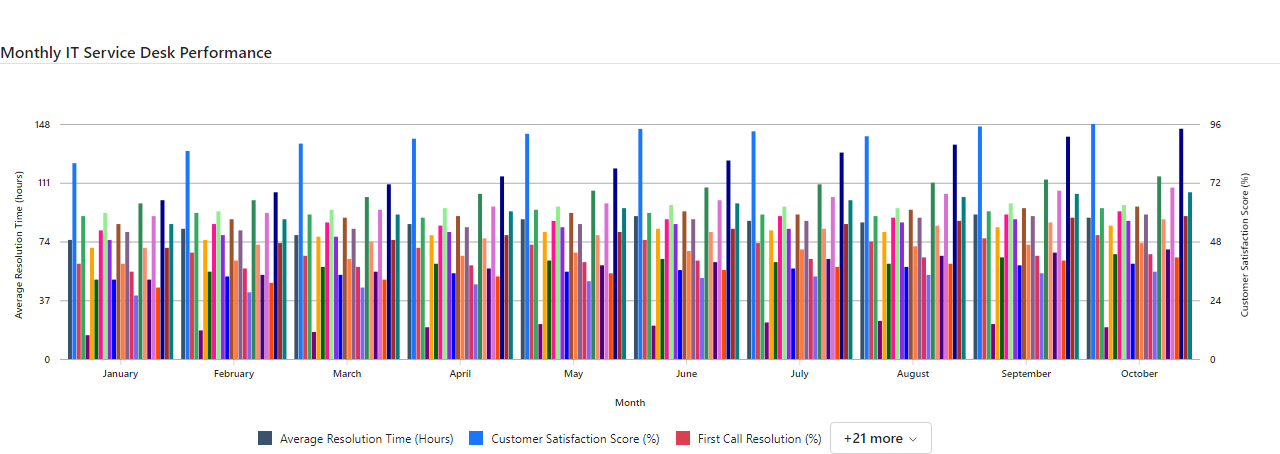 Monthly IT Service Desk Performance
148
111
74
37
0
Average Resolution Time (hours)
96
72
48
24
0
Customer Satisfaction Score (%)
January February March April May June July August September October
Month
Average Resolution Time (Hours) Customer Satisfaction Score (%) First Call Resolution (%) +21 more